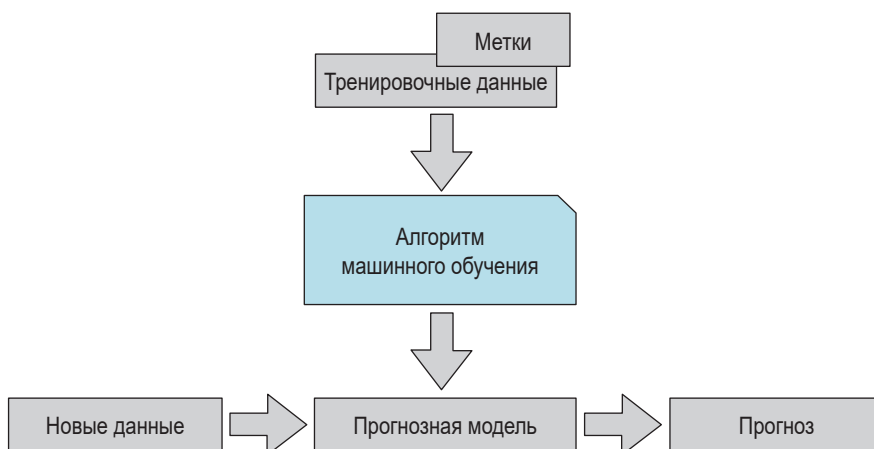 Метки
Тренировочные данные
Алгоритм
машинного обучения
Новые данные
Прогнозная модель
Прогноз